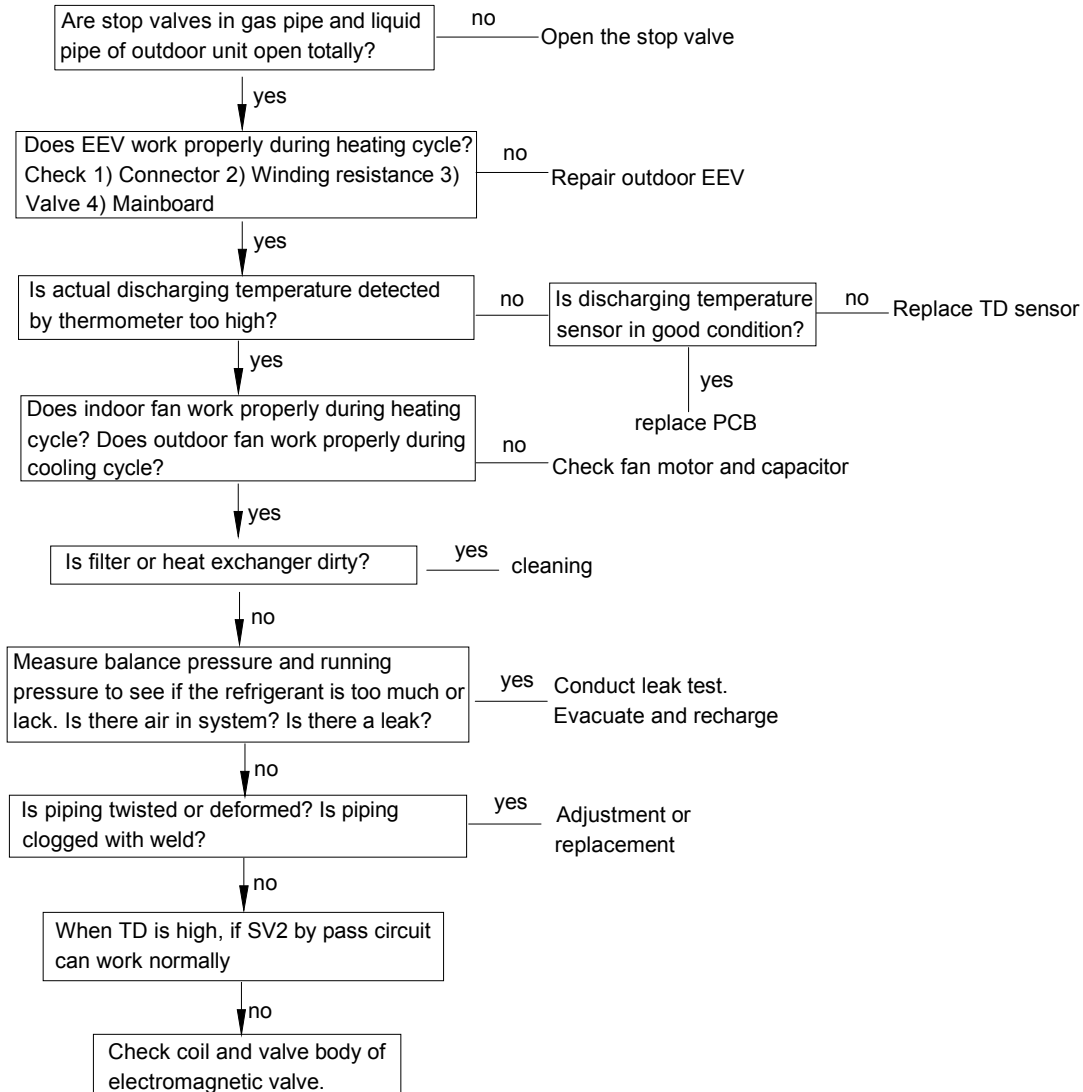 Are stop valves in gas pipe and liquid
pipe of outdoor unit open totally?
no
Open the stop valve
yes
Does EEV work properly during heating cycle?
Check 1) Connector 2) Winding resistance 3)
Valve 4) Mainboard
no
Repair outdoor EEV
yes
Is actual discharging temperature detected
by thermometer too high?
no
Is discharging temperature
sensor in good condition?
no
Replace TD sensor
yes
replace PCB
yes
Does indoor fan work properly during heating
cycle? Does outdoor fan work properly during
cooling cycle?
no
Check fan motor and capacitor
yes
Is filter or heat exchanger dirty?
yes
cleaning
no
Measure balance pressure and running
pressure to see if the refrigerant is too much or
lack. Is there air in system? Is there a leak?
yes
Conduct leak test.
Evacuate and recharge
no
Is piping twisted or deformed? Is piping
clogged with weld?
yes
Adjustment or
replacement
no
When TD is high, if SV2 by pass circuit
can work normally
no
Check coil and valve body of
electromagnetic valve.